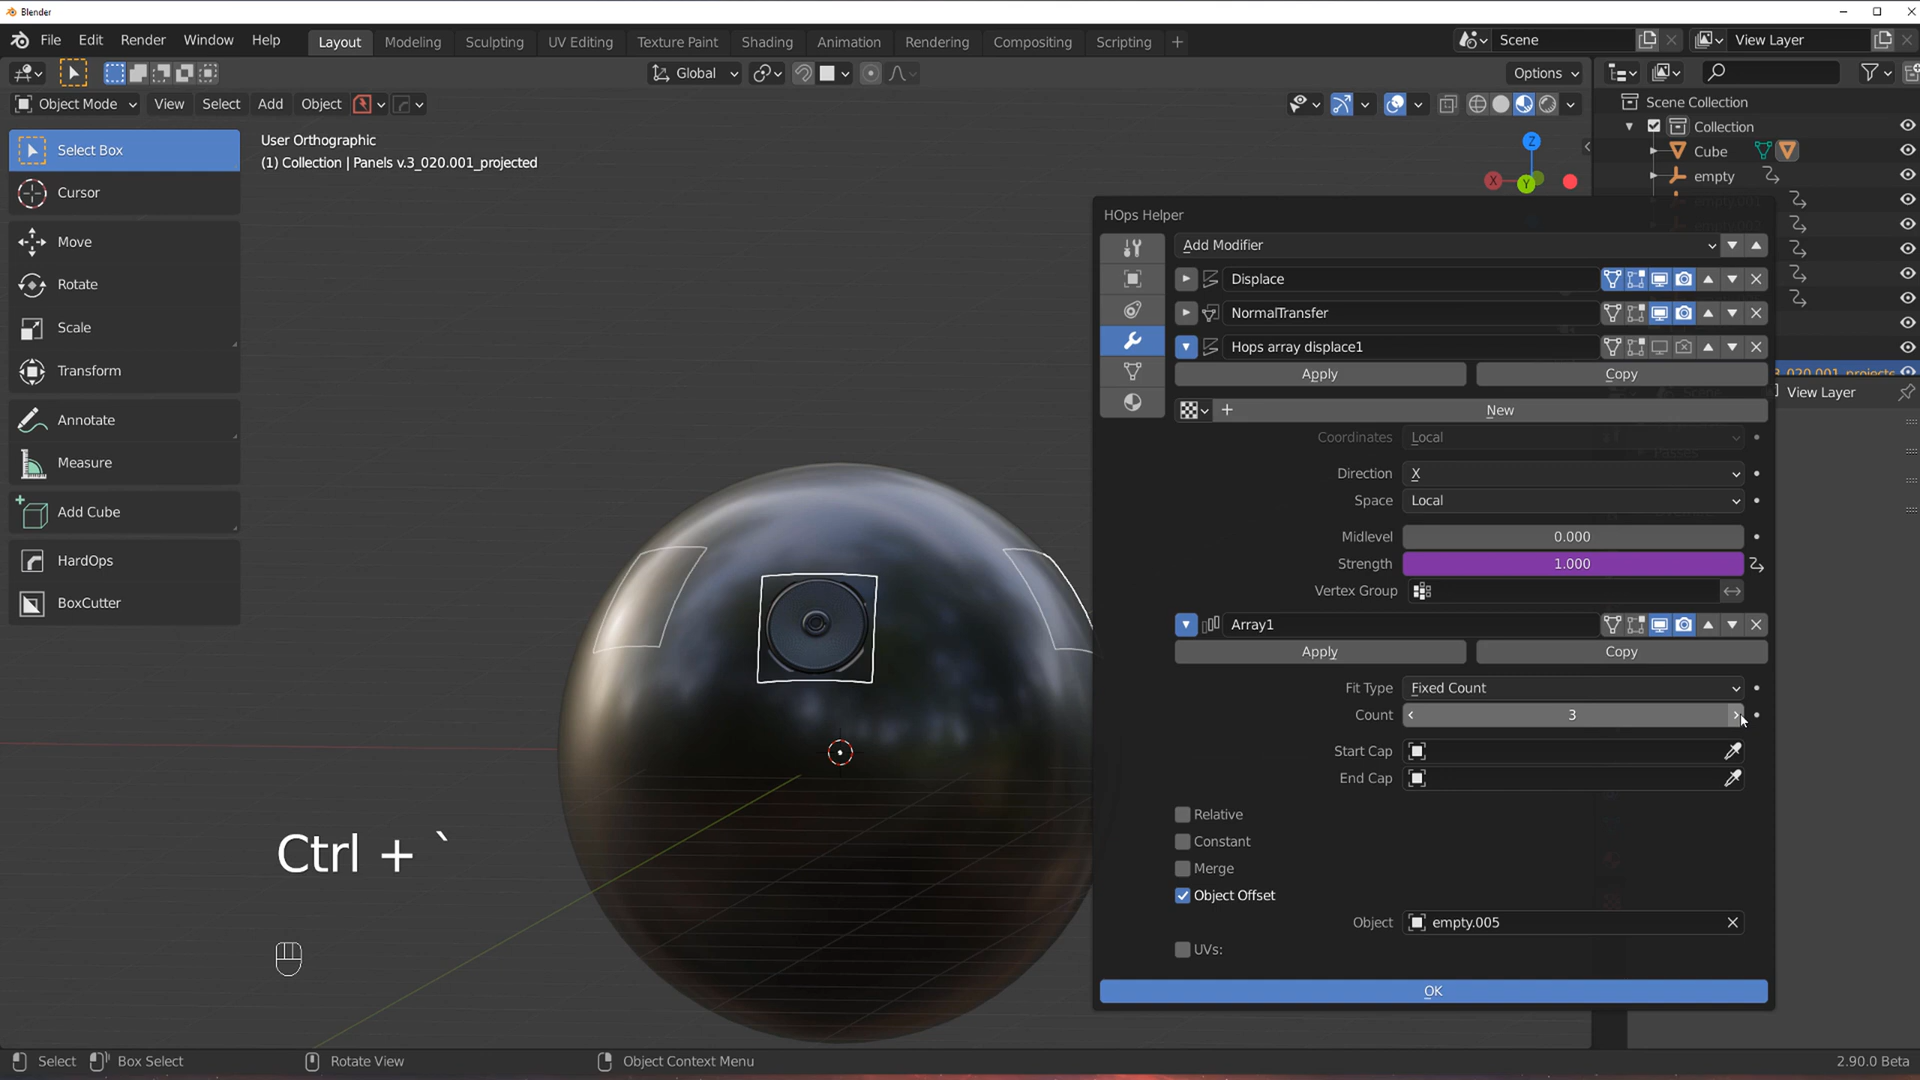 Blender
File Edit Render Window Help Layout Modeling Sculpting UV Editing Texture Paint Shading Animation Rendering Compositing Scripting + Scene View Layer
Global Options
Object Mode View Select Add Object
Select Box
Cursor
Move
Rotate
Scale
Transform
Annotate
Measure
Add Cube
HardOps
BoxCutter
User Orthographic
(1) Collection | Panels v.3_020.001_projected
Z
X
Y
Scene Collection
Collection
Cube
empty
3_020.001_projecte
View Layer
HOps Helper
Add Modifier
Displace
NormalTransfer
Hops array displace1
Apply Copy
New
Coordinates Local
Direction X
Space Local
Midlevel 0.000
Strength 1.000
Vertex Group
Array1
Apply Copy
Fit Type Fixed Count
Count 3
Start Cap
End Cap
Relative
Constant
Merge
Object Offset
Object empty.005
UVs:
OK
Ctrl + `
Select Box Select Rotate View Object Context Menu 2.90.0 Beta